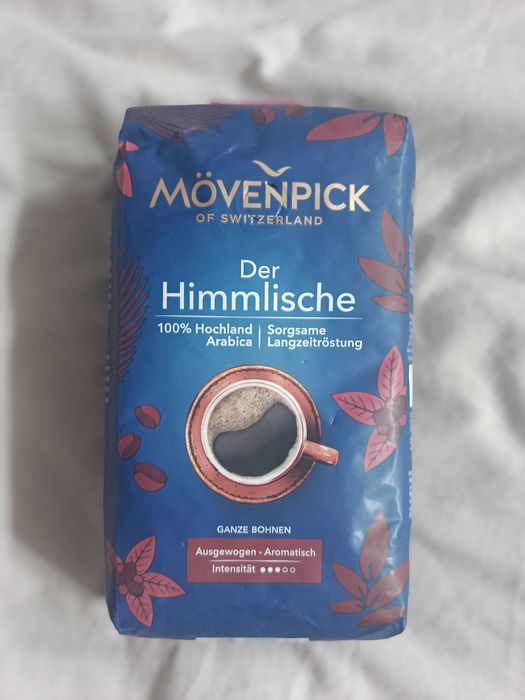 MÖVENPICK
OF SWITZERLAND
Der
Himmlische
100% Hochland Arabica
Sorgsame Langzeitröstung
GANZE BOHNEN
Ausgewogen - Aromatisch
Intensität